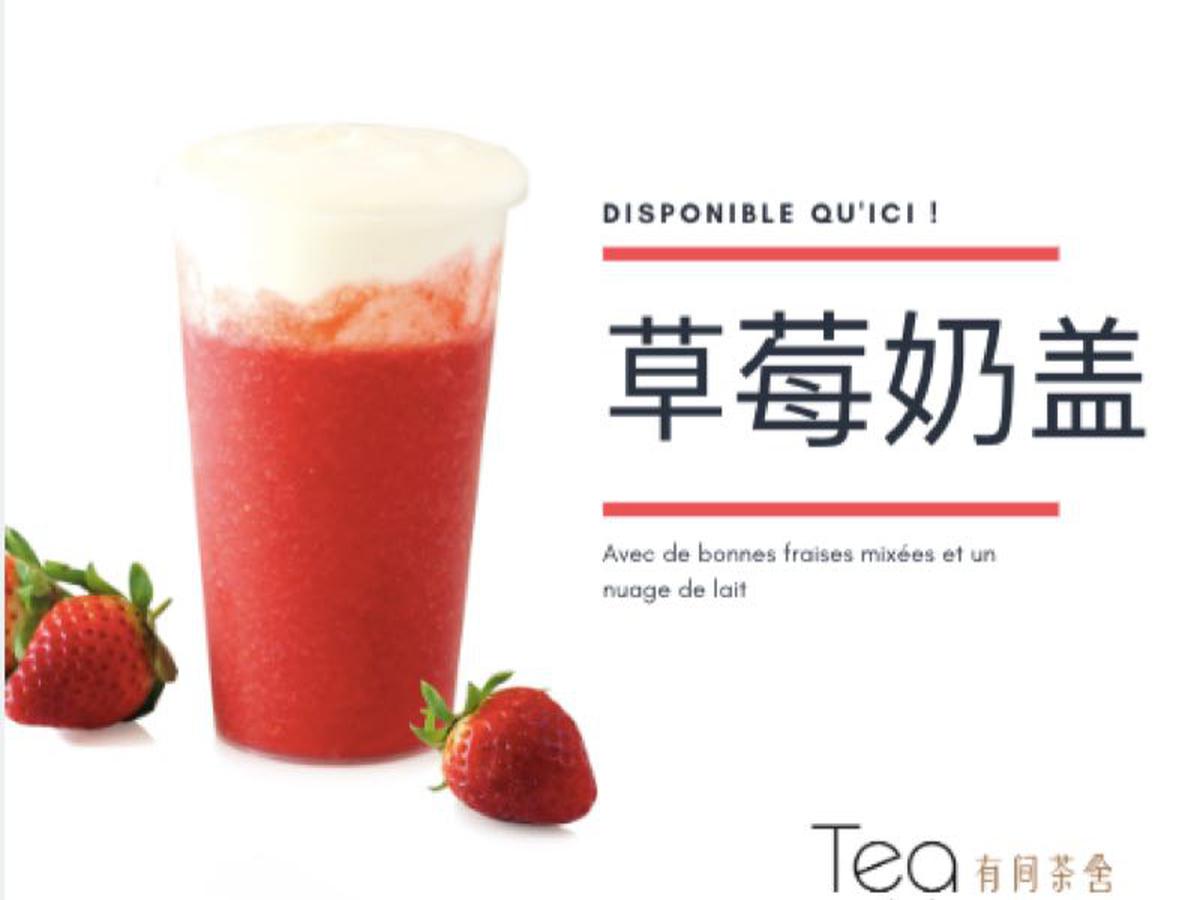 DISPONIBLE QU'ICI !
草莓奶盖
Avec de bonnes fraises mixées et un
nuage de lait
Tea 有间茶舍